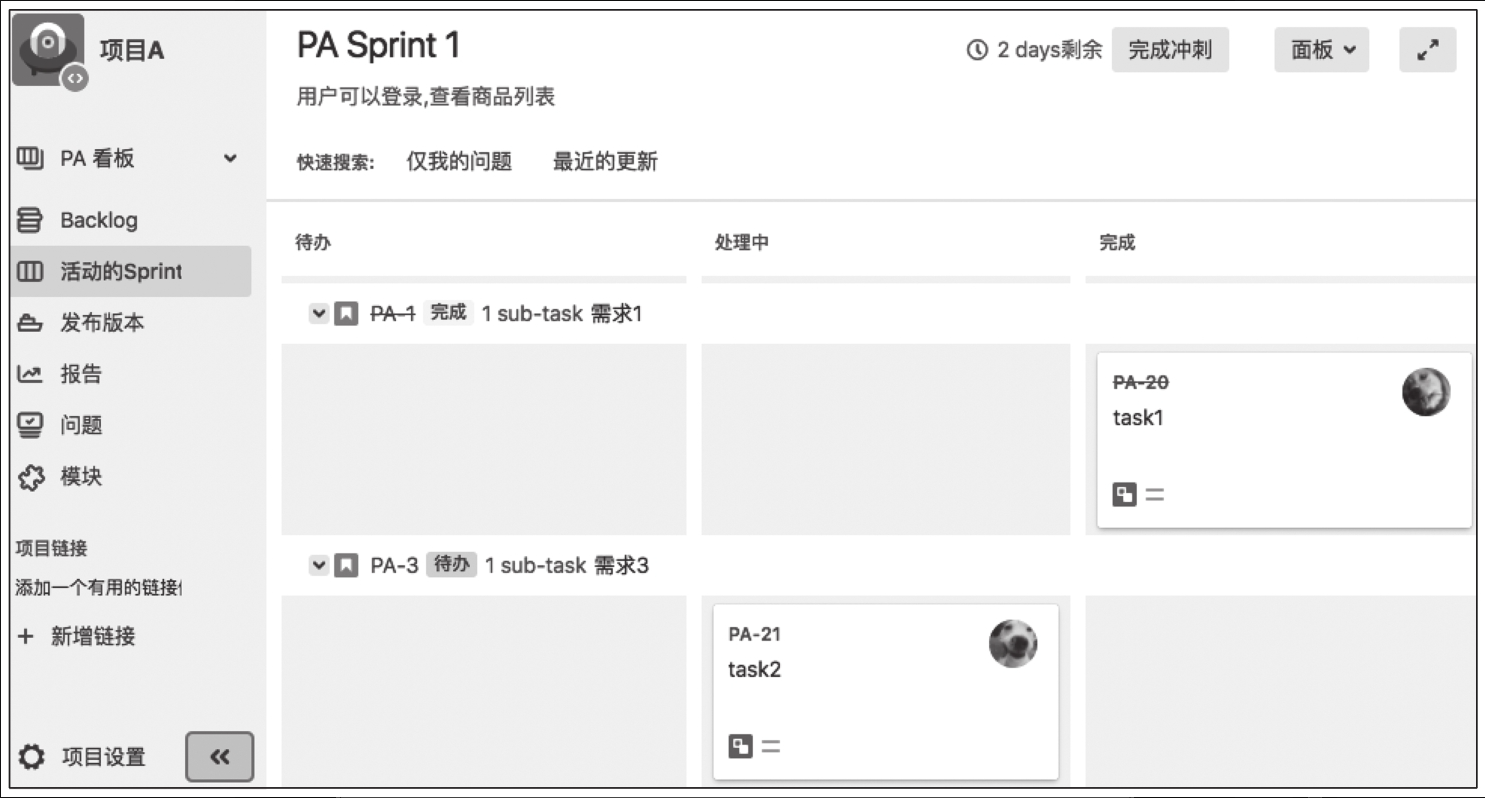 项目A
PA 看板
Backlog
活动的Sprint
发布版本
报告
问题
模块
项目链接
添加一个有用的链接
+ 新增链接
项目设置
PA Sprint 1
2 days剩余 完成冲刺 面板
用户可以登录,查看商品列表
快速搜索: 仅我的问题 最近的更新
待办 处理中 完成
PA-1 完成 1 sub-task 需求1
PA-20
task1
PA-3 待办 1 sub-task 需求3
PA-21
task2